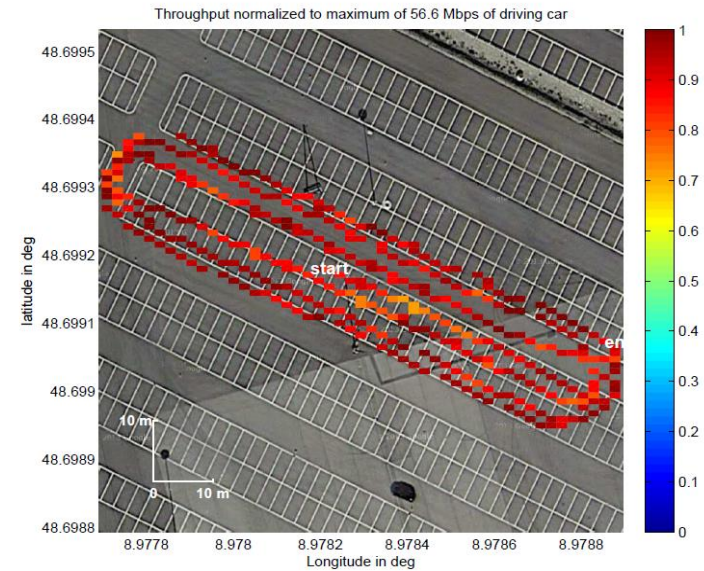 Throughput normalized to maximum of 56.6 Mbps of driving car
48.6995
48.6994
48.6993
48.6992
48.6991
48.699
48.6989
48.6988
latitude in deg
start
en
10 m
0 10 m
8.9778 8.978 8.9782 8.9784 8.9786 8.9788
Longitude in deg
1
0.9
0.8
0.7
0.6
0.5
0.4
0.3
0.2
0.1
0